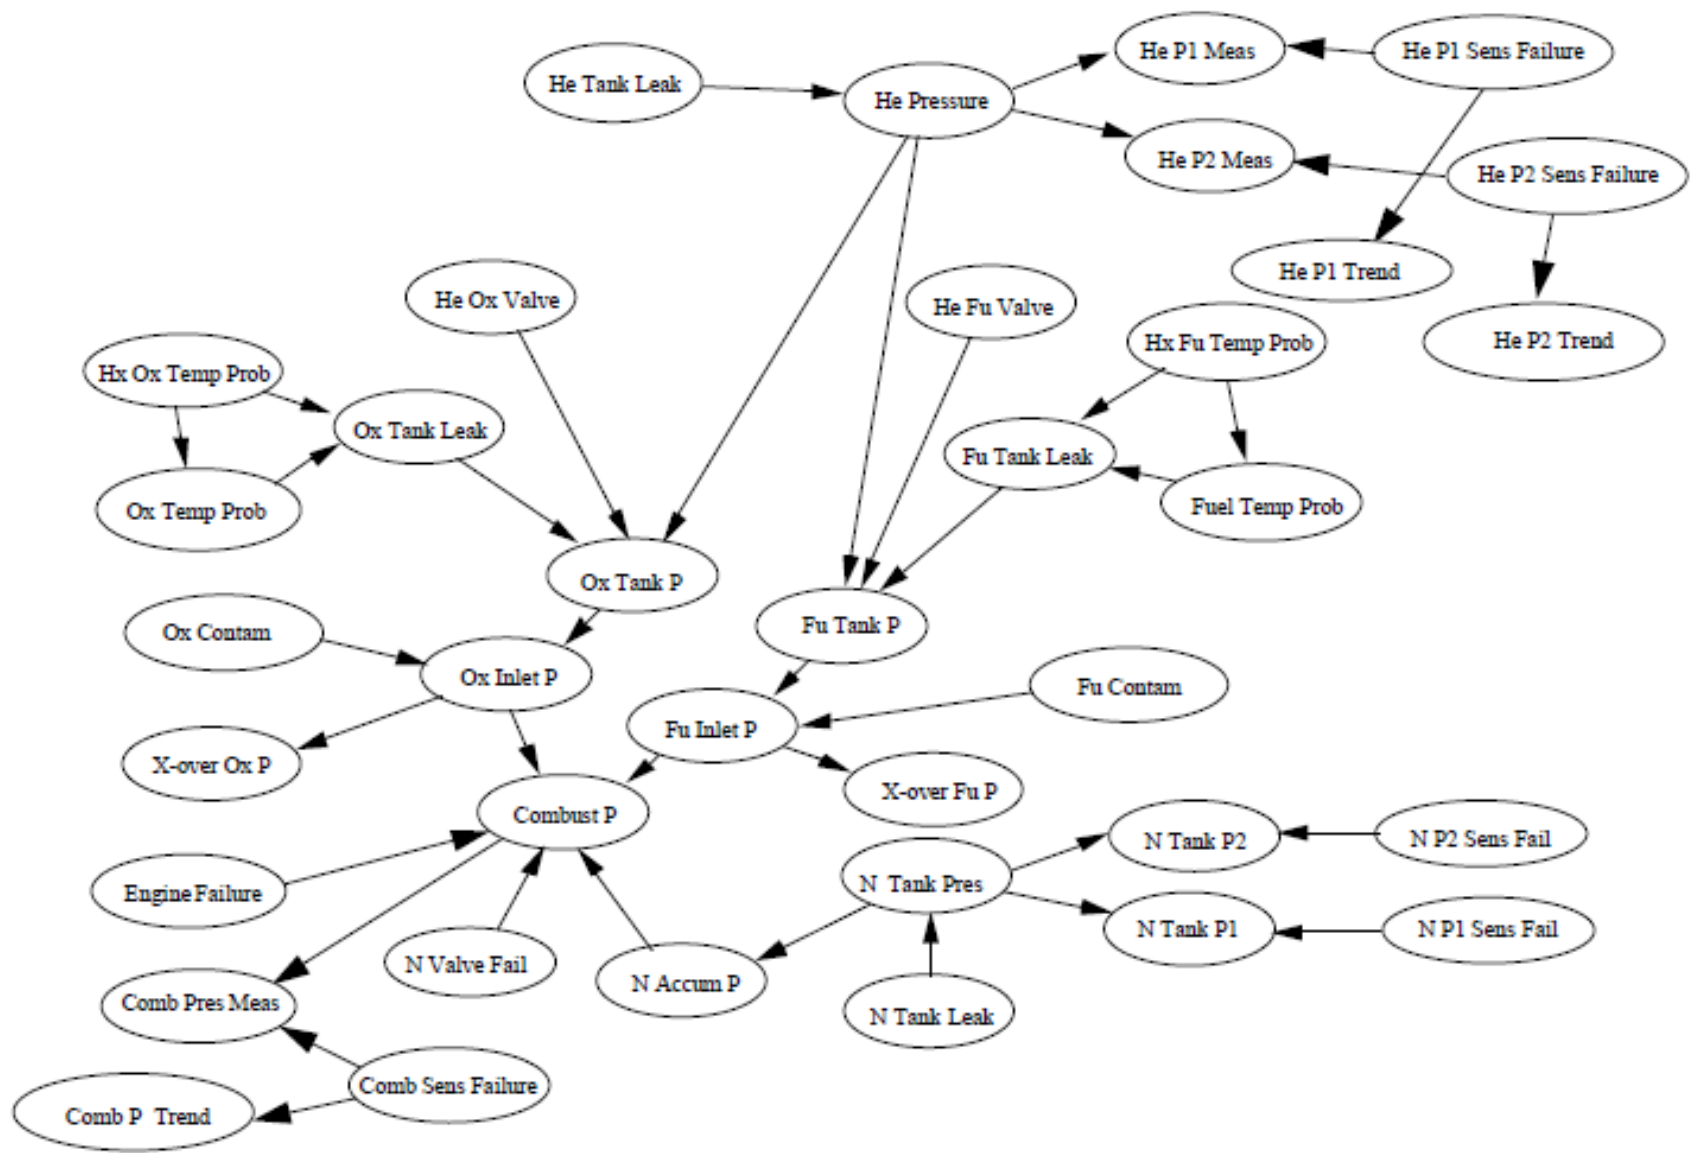 He P1 Meas
He P1 Sens Failure
He Tank Leak
He Pressure
He P2 Meas
He P2 Sens Failure
He P1 Trend
He Ox Valve
He Fu Valve
Hx Fu Temp Prob
He P2 Trend
Hx Ox Temp Prob
Ox Tank Leak
Fu Tank Leak
Ox Temp Prob
Fuel Temp Prob
Ox Tank P
Ox Contam
Fu Tank P
Ox Inlet P
Fu Contam
Fu Inlet P
X-over Ox P
X-over Fu P
Combust P
N Tank P2
N P2 Sens Fail
Engine Failure
N Tank Pres
N Tank P1
N P1 Sens Fail
N Valve Fail
N Accum P
Comb Pres Meas
N Tank Leak
Comb Sens Failure
Comb P Trend